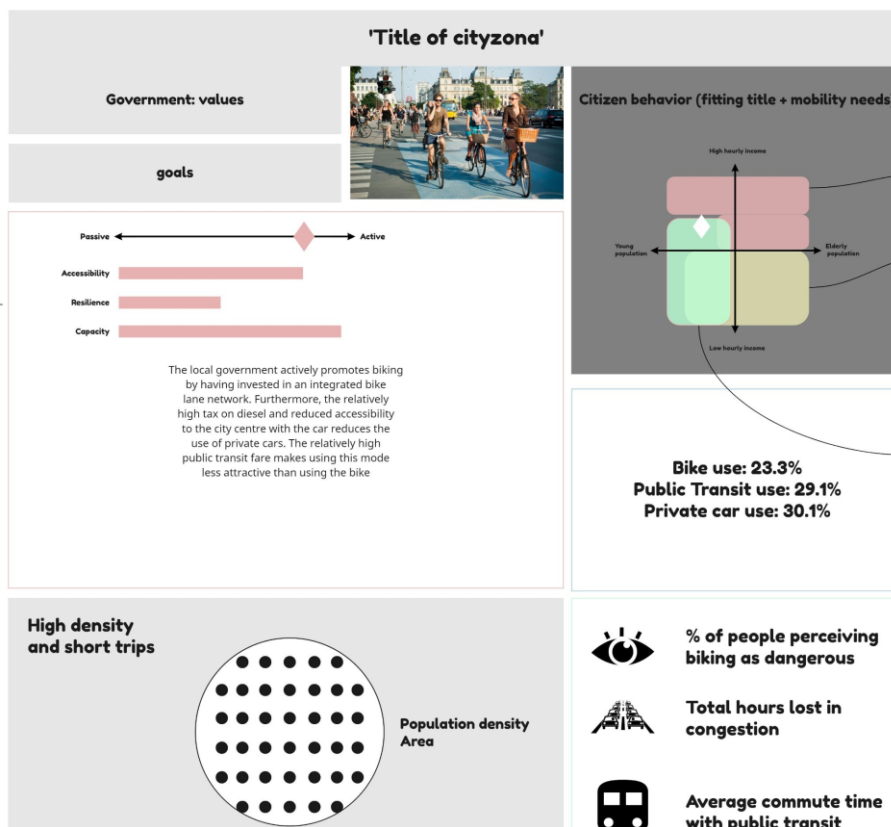 'Title of cityzona'
Government: values
goals
Citizen behavior (fitting title + mobility needs
High hourly income
Young
population
Elderly
population
Low hourly income
Passive
Active
Accessibility
Resilience
Capacity
The local government actively promotes biking
by having invested in an integrated bike
lane network. Furthermore, the relatively
high tax on diesel and reduced accessibility
to the city centre with the car reduces the
use of private cars. The relatively high
public transit fare makes using this mode
less attractive than using the bike
Bike use: 23.3%
Public Transit use: 29.1%
Private car use: 30.1%
High density
and short trips
Population density
Area
% of people perceiving
biking as dangerous
Total hours lost in
congestion
Average commute time
with public transit